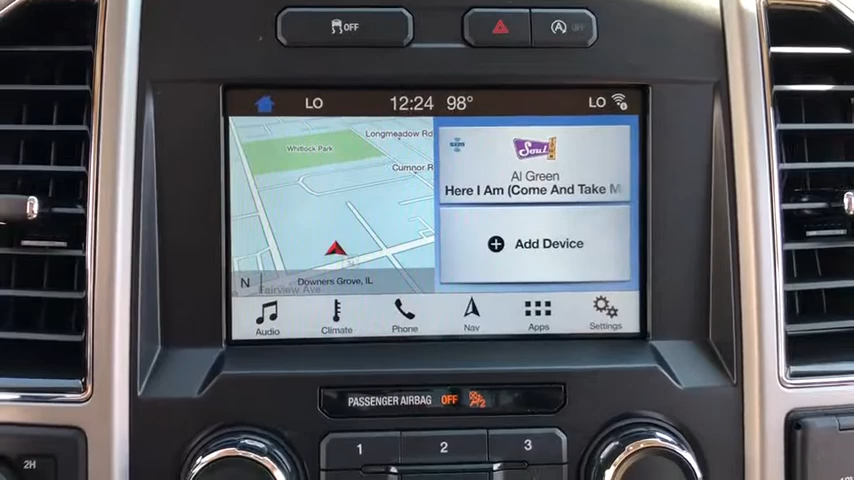 OFF
A OFF
LO
12:24 98°
LO
Longmeadow Rd
Whitlock Park
Cumnor R
Soul
Al Green
Here I Am (Come And Take M
Add Device
N
Downers Grove, IL
Fairview Ave
Audio
Climate
Phone
Nav
Apps
Settings
PASSENGER AIRBAG OFF
2
1
2
3
2H